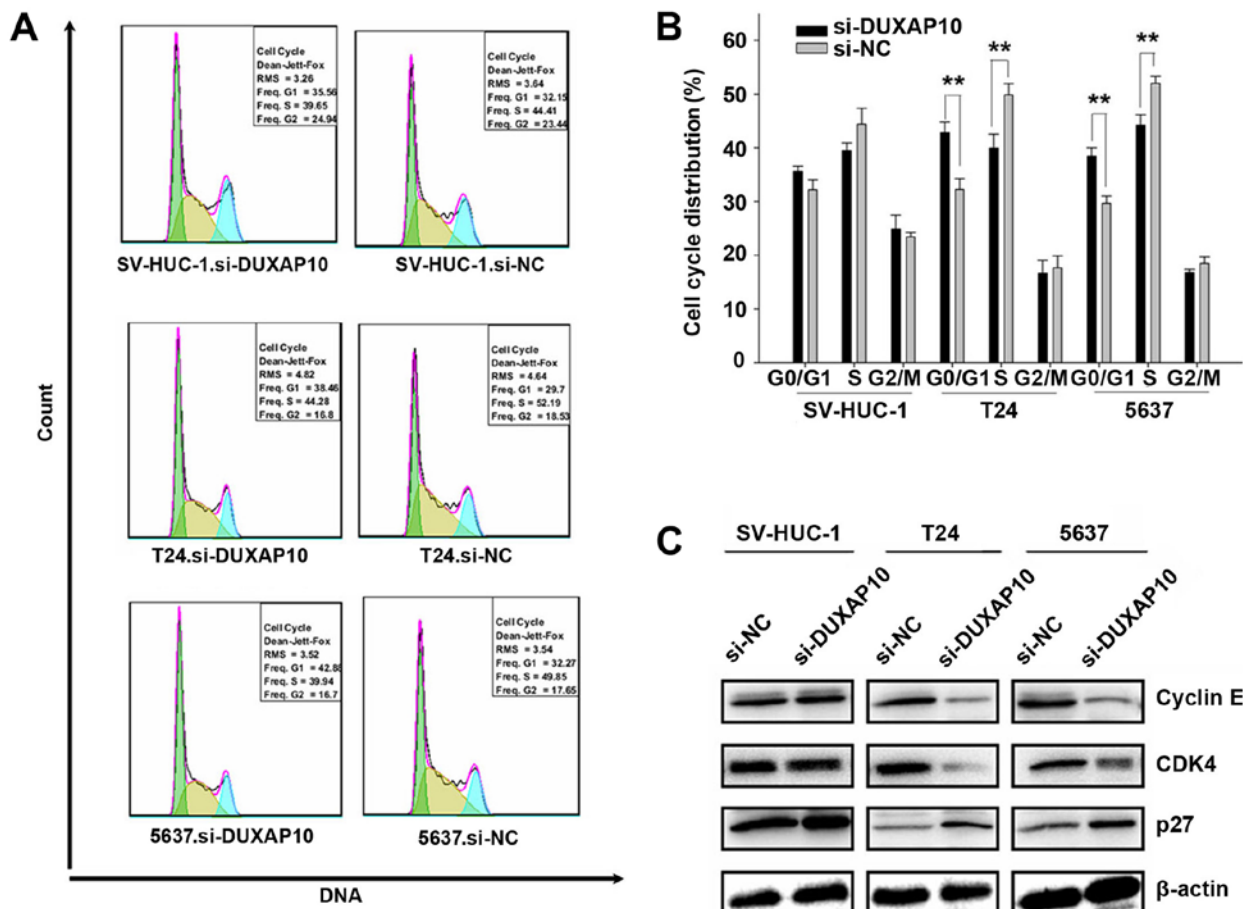 A
Count
Cell Cycle
Dean-Jett-Fox
RMS = 3.26
Freq. G1 = 35.56
Freq. S = 39.65
Freq. G2 = 24.94
SV-HUC-1.si-DUXAP10
Cell Cycle
Dean-Jett-Fox
RMS = 3.64
Freq. G1 = 32.15
Freq. S = 44.41
Freq. G2 = 23.44
SV-HUC-1.si-NC
Cell Cycle
Dean-Jett-Fox
RMS = 4.82
Freq. G1 = 38.46
Freq. S = 44.28
Freq. G2 = 16.8
T24.si-DUXAP10
Cell Cycle
Dean-Jett-Fox
RMS = 4.64
Freq. G1 = 29.7
Freq. S = 52.19
Freq. G2 = 18.53
T24.si-NC
Cell Cycle
Dean-Jett-Fox
RMS = 3.52
Freq. G1 = 42.88
Freq. S = 39.94
Freq. G2 = 16.7
5637.si-DUXAP10
Cell Cycle
Dean-Jett-Fox
RMS = 3.54
Freq. G1 = 32.27
Freq. S = 49.85
Freq. G2 = 17.65
5637.si-NC
DNA
B
si-DUXAP10
si-NC
Cell cycle distribution (%)
60
50
40
30
20
10
0
** ** ** **
G0/G1 S G2/M G0/G1 S G2/M G0/G1 S G2/M
SV-HUC-1 T24 5637
C
SV-HUC-1 T24 5637
si-NC si-DUXAP10 si-NC si-DUXAP10 si-NC si-DUXAP10
Cyclin E
CDK4
p27
β-actin